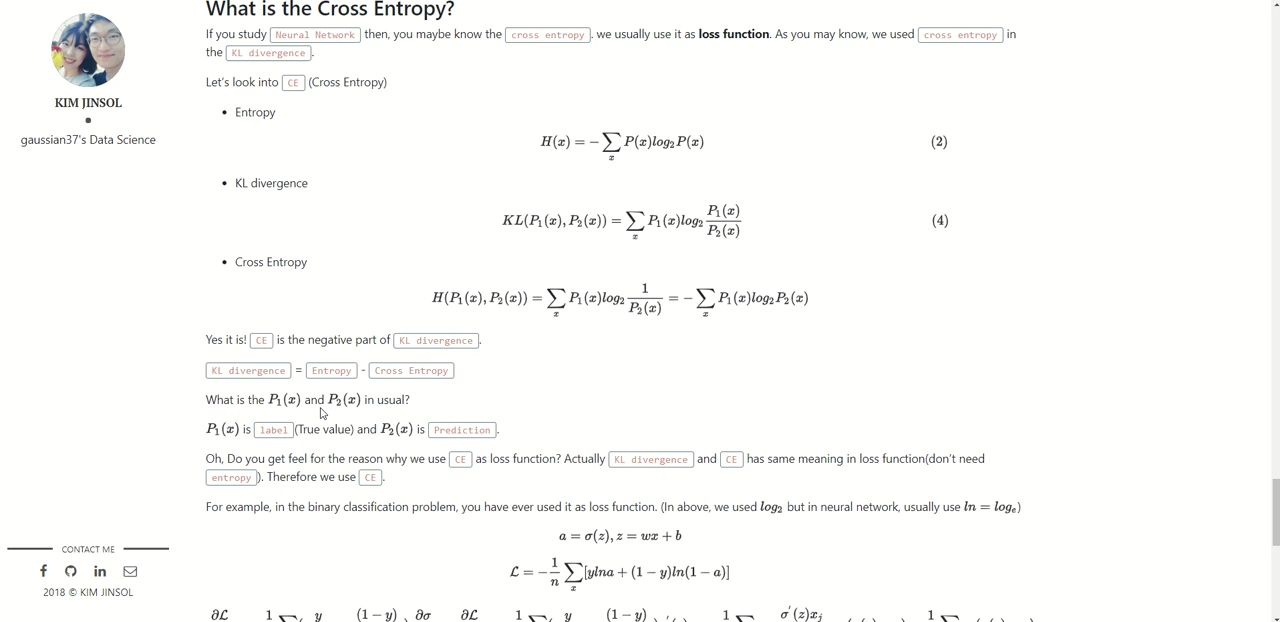 What is the Cross Entropy?
If you study Neural Network then, you maybe know the cross entropy. we usually use it as loss function. As you may know, we used cross entropy in
the KL divergence.
Let's look into CE (Cross Entropy)
KIM JINSOL
gaussian37's Data Science
• Entropy
H(x) = −∑ₓ P(x)log₂P(x) (2)
• KL divergence
KL(P₁(x), P₂(x)) = ∑ₓ P₁(x)log₂ P₁(x)/P₂(x) (4)
• Cross Entropy
H(P₁(x), P₂(x)) = ∑ₓ P₁(x)log₂ 1/P₂(x) = −∑ₓ P₁(x)log₂P₂(x)
Yes it is! CE is the negative part of KL divergence.
KL divergence = Entropy - Cross Entropy
What is the P₁(x) and P₂(x) in usual?
P₁(x) is label(True value) and P₂(x) is Prediction.
Oh, Do you get feel for the reason why we use CE as loss function? Actually KL divergence and CE has same meaning in loss function(don't need
entropy). Therefore we use CE.
For example, in the binary classification problem, you have ever used it as loss function. (In above, we used log₂ but in neural network, usually use ln = logₑ)
a = σ(z), z = wx + b
ℒ = −1/n ∑ₓ[ylna + (1 − y)ln(1 − a)]
CONTACT ME
2018 © KIM JINSOL